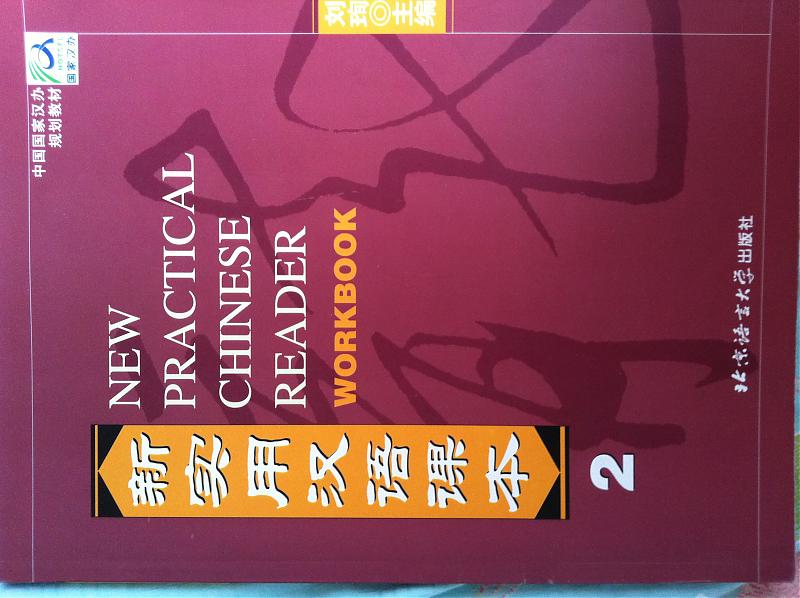 国家汉办
中国国家汉办
规划教材
刘珣◎主编
NEW
PRACTICAL
CHINESE
READER
WORKBOOK
新实用汉语课本
2
北京语言大学出版社